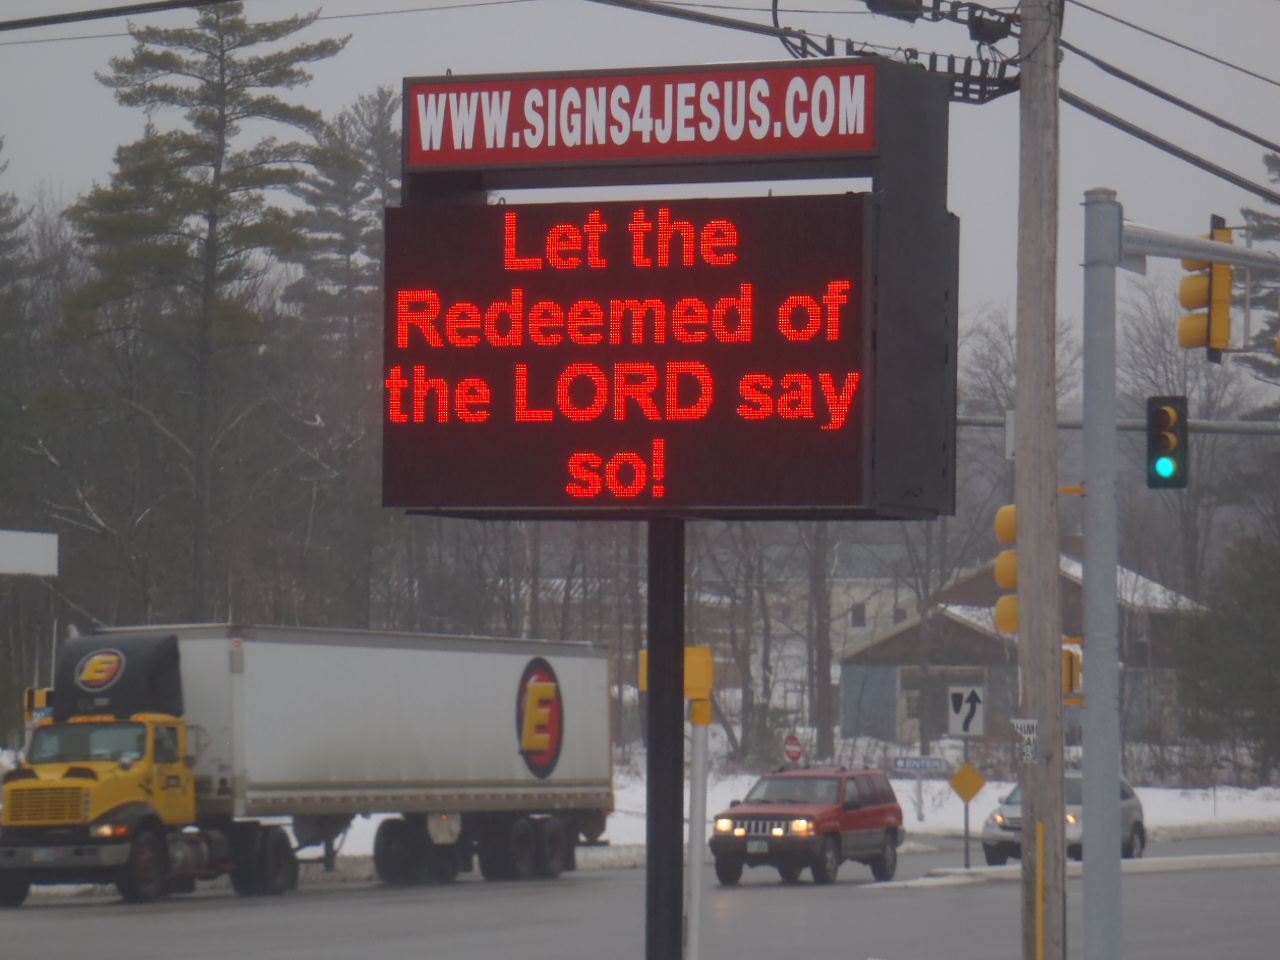 WWW.SIGNS4JESUS.COM
Let the
Redeemed of
the LORD say
so!
E
E
ENTER